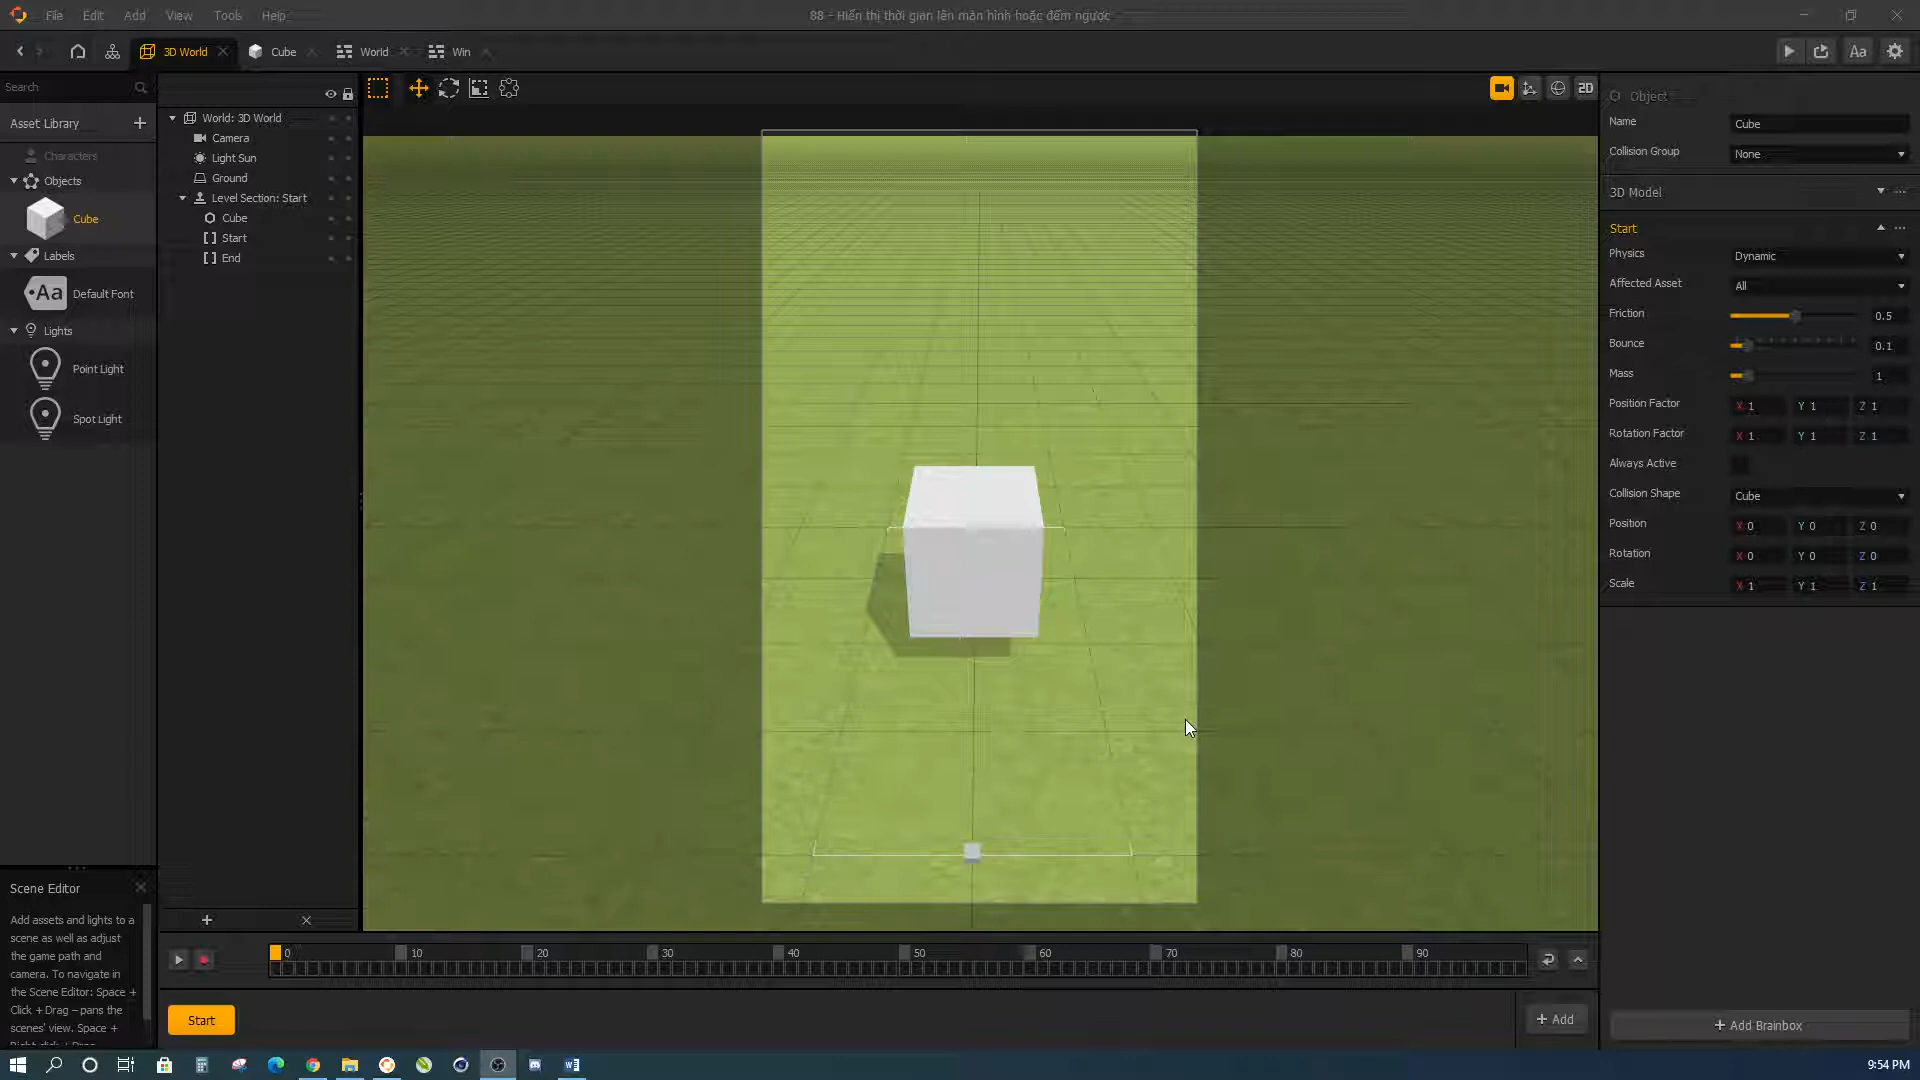 File Edit Add View Tools Help
88 - Hiển thị thời gian lên màn hình hoặc đếm ngược
3D World Cube World Win
Aa
Search
Asset Library
Characters
Objects
Cube
Labels
Aa Default Font
Lights
Point Light
Spot Light
World: 3D World
Camera
Light Sun
Ground
Level Section: Start
Cube
Start
End
2D
Object
Name Cube
Collision Group None
3D Model
Start
Physics Dynamic
Affected Asset All
Friction 0.5
Bounce 0.1
Mass 1
Position Factor X 1 Y 1 Z 1
Rotation Factor X 1 Y 1 Z 1
Always Active
Collision Shape Cube
Position X 0 Y 0 Z 0
Rotation X 0 Y 0 Z 0
Scale X 1 Y 1 Z 1
Scene Editor
Add assets and lights to a
scene as well as adjust
the game path and
camera. To navigate in
the Scene Editor: Space +
Click + Drag – pans the
scenes' view. Space +
Right click + Drag
0 10 20 30 40 50 60 70 80 90
Start
+ Add
+ Add Brainbox
9:54 PM